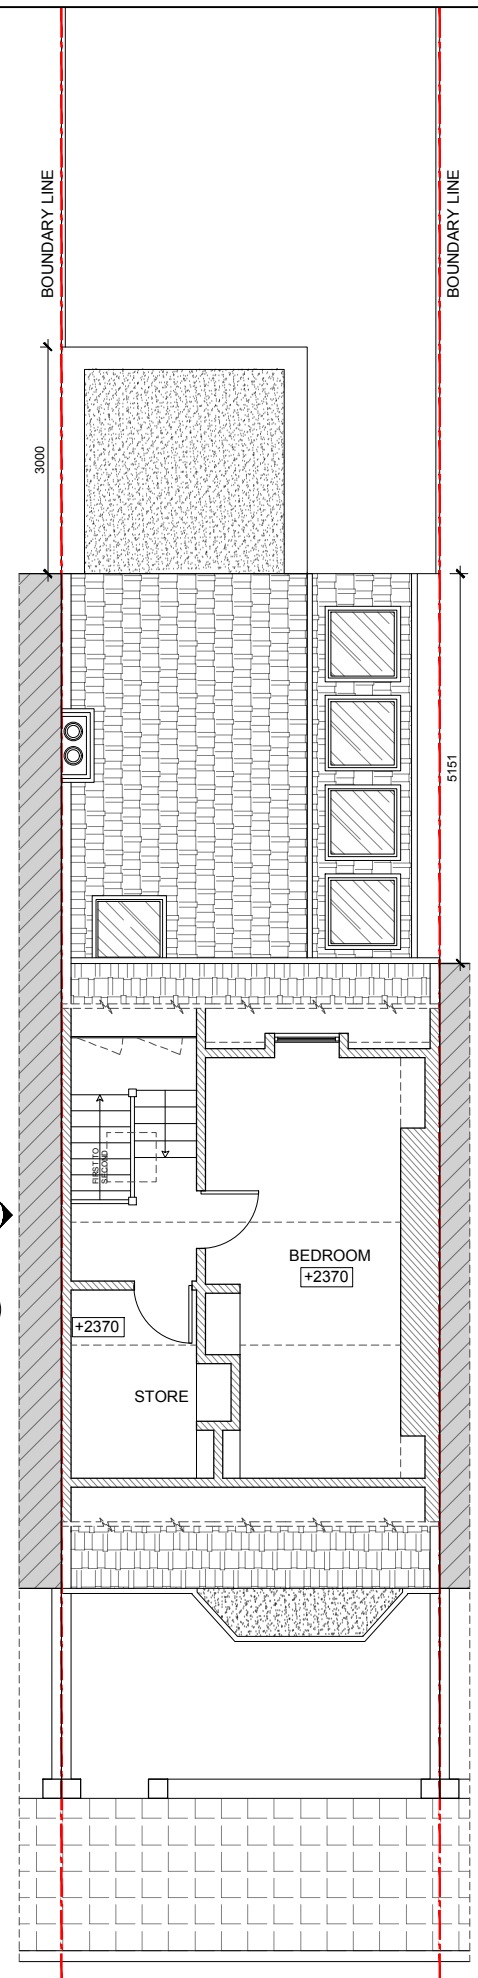 BOUNDARY LINE
BOUNDARY LINE
3000
5151
FIRST TO
SECOND
BEDROOM
+2370
+2370
STORE